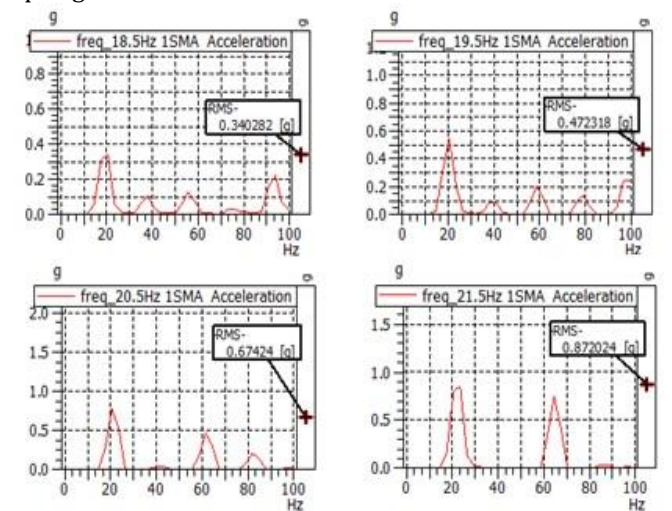 g g
freq_18.5Hz 1SMA Acceleration g
0.8
0.6
0.4
0.2
0.0
RMS-
0.340282 [g]
0 20 40 60 80 100
Hz
g g
freq_19.5Hz 1SMA Acceleration
1.0
0.8
0.6
0.4
0.2
0.0
RMS-
0.472318 [g]
0 20 40 60 80 100
Hz
g g
freq_20.5Hz 1SMA Acceleration
2.0
1.5
1.0
0.5
0.0
RMS-
0.67424 [g]
0 20 40 60 80 100
Hz
g g
freq_21.5Hz 1SMA Acceleration
1.5
1.0
0.5
0.0
RMS-
0.872024 [g]
0 20 40 60 80 100
Hz